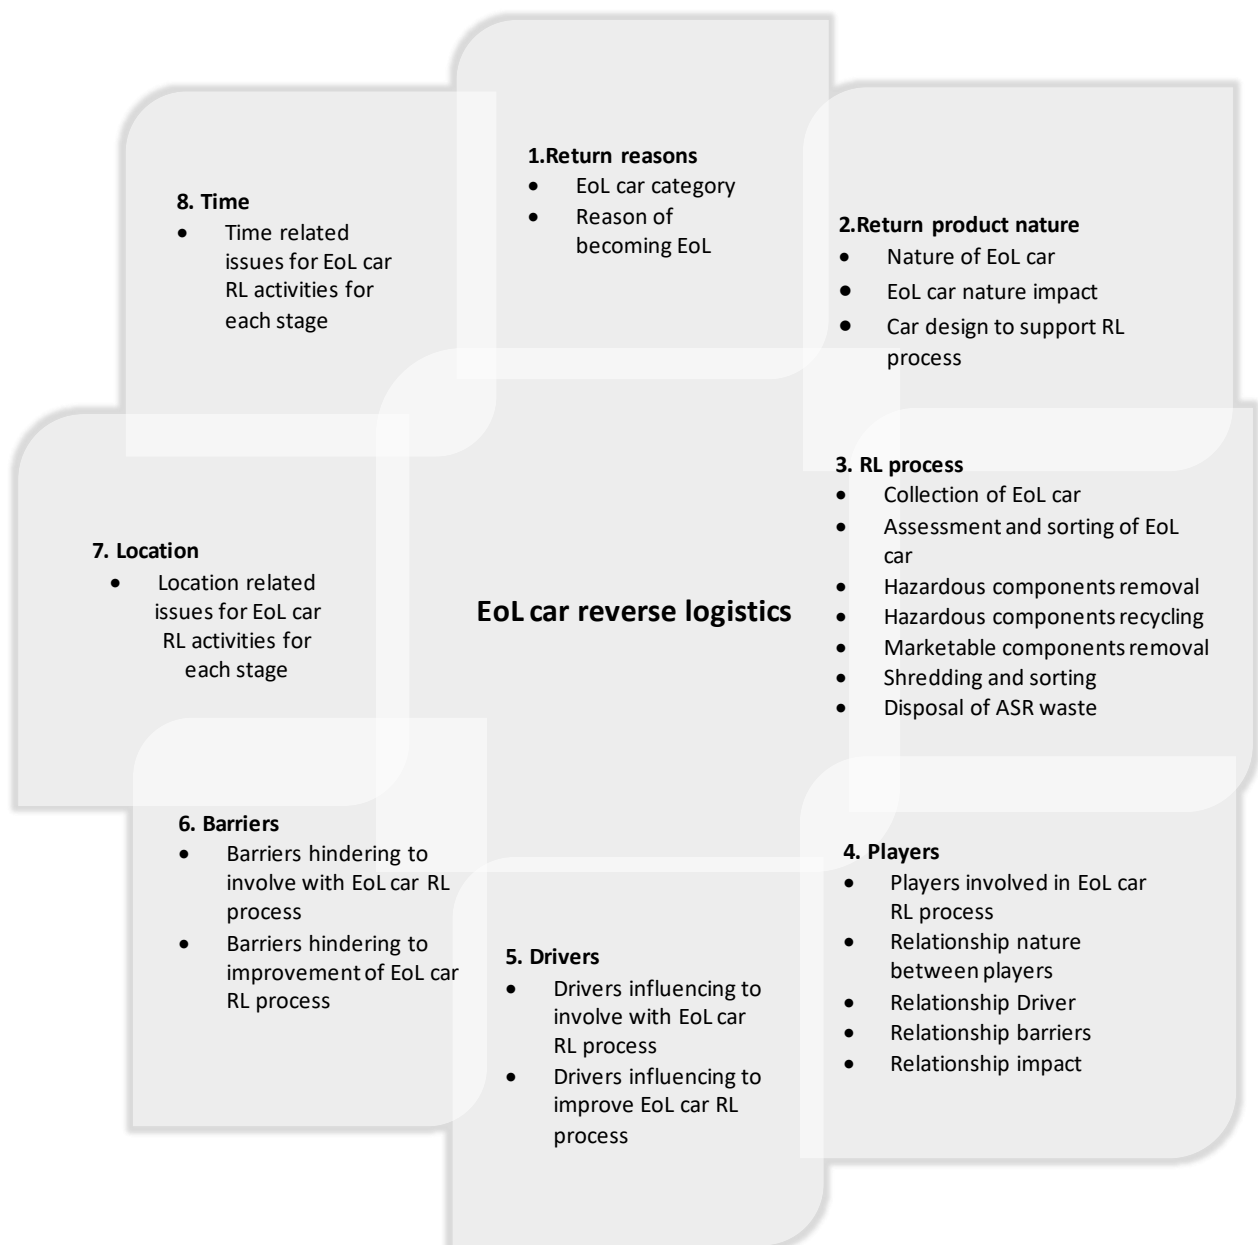 1.Return reasons
• EoL car category
• Reason of
becoming EoL
2.Return product nature
• Nature of EoL car
• EoL car nature impact
• Car design to support RL
process
3. RL process
• Collection of EoL car
• Assessment and sorting of EoL
car
• Hazardous components removal
• Hazardous components recycling
• Marketable components removal
• Shredding and sorting
• Disposal of ASR waste
4. Players
• Players involved in EoL car
RL process
• Relationship nature
between players
• Relationship Driver
• Relationship barriers
• Relationship impact
5. Drivers
• Drivers influencing to
involve with EoL car
RL process
• Drivers influencing to
improve EoL car RL
process
6. Barriers
• Barriers hindering to
involve with EoL car RL
process
• Barriers hindering to
improvement of EoL car
RL process
7. Location
• Location related
issues for EoL car
RL activities for
each stage
8. Time
• Time related
issues for EoL car
RL activities for
each stage
EoL car reverse logistics